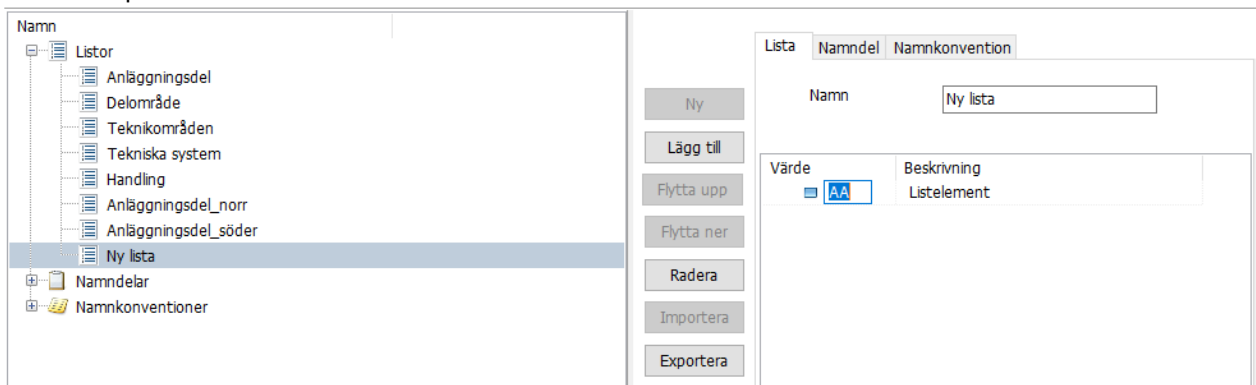 Namn
Listor
Anläggningsdel
Delområde
Teknikområden
Tekniska system
Handling
Anläggningsdel_norr
Anläggningsdel_söder
Ny lista
Namndelar
Namnkonventioner
Ny
Lägg till
Flytta upp
Flytta ner
Radera
Importera
Exportera
Lista Namndel Namnkonvention
Namn Ny lista
Värde Beskrivning
AA Listelement